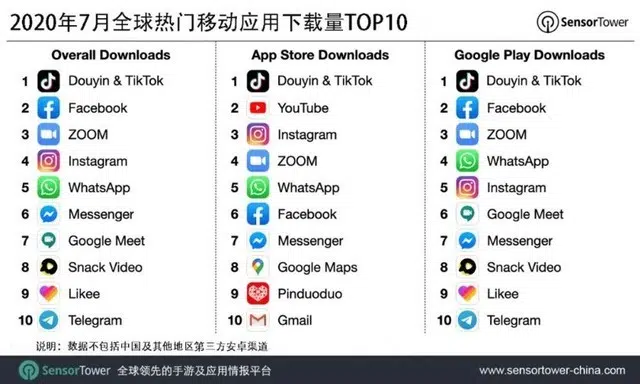 2020年7月全球热门移动应用下载量TOP10
SensorTower
Overall Downloads
1 Douyin & TikTok
2 Facebook
3 ZOOM
4 Instagram
5 WhatsApp
6 Messenger
7 Google Meet
8 Snack Video
9 Likee
10 Telegram
App Store Downloads
1 Douyin & TikTok
2 YouTube
3 Instagram
4 ZOOM
5 WhatsApp
6 Facebook
7 Messenger
8 Google Maps
9 Pinduoduo
10 Gmail
Google Play Downloads
1 Douyin & TikTok
2 Facebook
3 ZOOM
4 WhatsApp
5 Instagram
6 Google Meet
7 Messenger
8 Snack Video
9 Likee
10 Telegram
说明：数据不包括中国及其他地区第三方安卓渠道
SensorTower 全球领先的手游及应用情报平台
www.sensortower-china.com